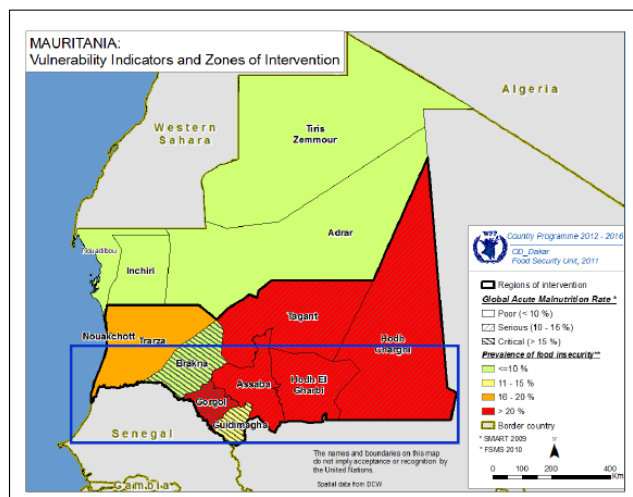 MAURITANIA:
Vulnerability Indicators and Zones of Intervention
Algeria
Western
Sahara
Tiris
Zemmour
Adrar
Nouadibou
Inchiri
Tagant
Nouakchott
Trarza
Hodh
Charghi
Brakna
Assaba
Hodh El
Gharbi
Gorgol
Guidimagha
Senegal
Gambia
The names and boundaries on this map
do not imply acceptance or recognition by
the United Nations.
Spatial data from DCW
WFP
Country Programme 2012 - 2016
OD_Dakar
Food Security Unit, 2011
Regions of intervention
Global Acute Malnutrition Rate *
Poor (< 10 %)
Serious (10 - 15 %)
Critical (> 15 %)
Prevalence of food insecurity**
<=10 %
11 - 15 %
16 - 20 %
> 20 %
Border country
* SMART 2009
* FSMS 2010
0 100 200 400
Km